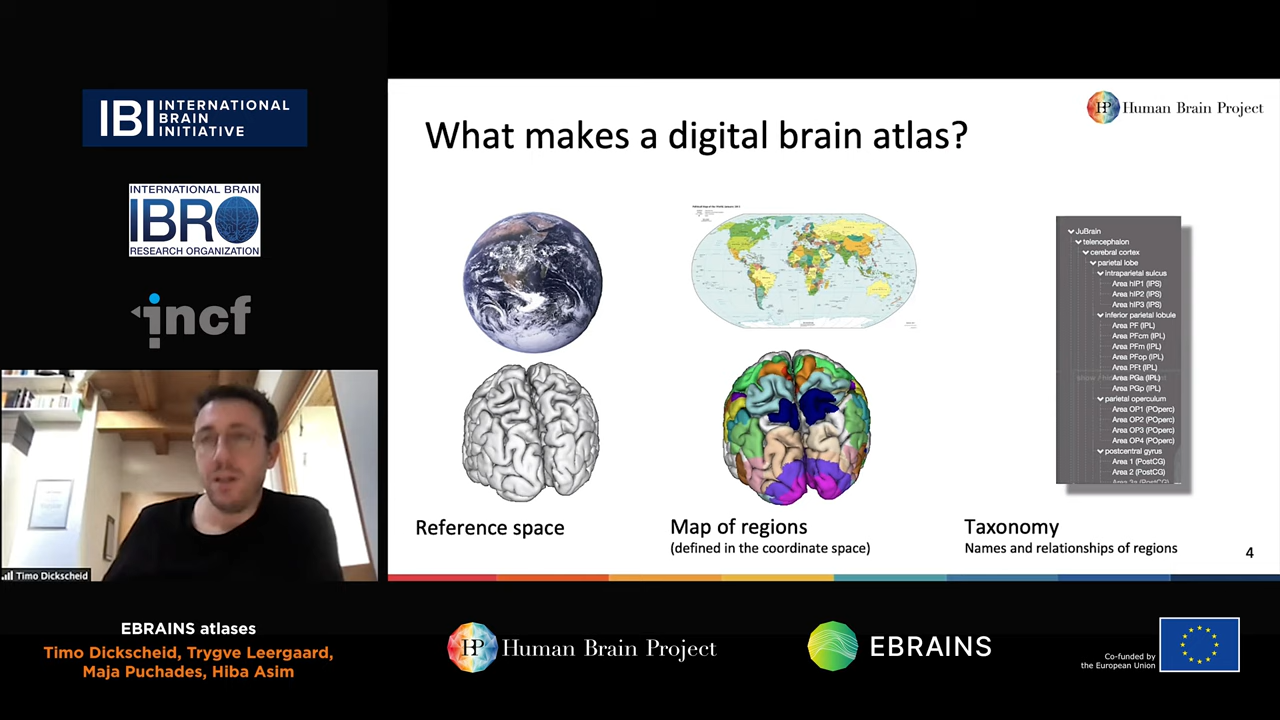 IBI INTERNATIONAL
BRAIN
INITIATIVE
INTERNATIONAL BRAIN
IBRO
RESEARCH ORGANIZATION
incf
Timo Dickscheid
EBRAINS atlases
Timo Dickscheid, Trygve Leergaard,
Maja Puchades, Hiba Asim
HBP Human Brain Project
What makes a digital brain atlas?
JuBrain
telencephalon
cerebral cortex
parietal lobe
intraparietal sulcus
Area hIP1 (IPS)
Area hIP2 (IPS)
Area hIP3 (IPS)
inferior parietal lobule
Area PF (IPL)
Area PFcm (IPL)
Area PFm (IPL)
Area PFop (IPL)
Area PFt (IPL)
Area PGa (IPL)
Area PGp (IPL)
parietal operculum
Area OP1 (POperc)
Area OP2 (POperc)
Area OP3 (POperc)
Area OP4 (POperc)
postcentral gyrus
Area 1 (PostCG)
Area 2 (PostCG)
Area 3a (PostCG)
Reference space
Map of regions
(defined in the coordinate space)
Taxonomy
Names and relationships of regions
4
HBP Human Brain Project
EBRAINS
Co-funded by
the European Union